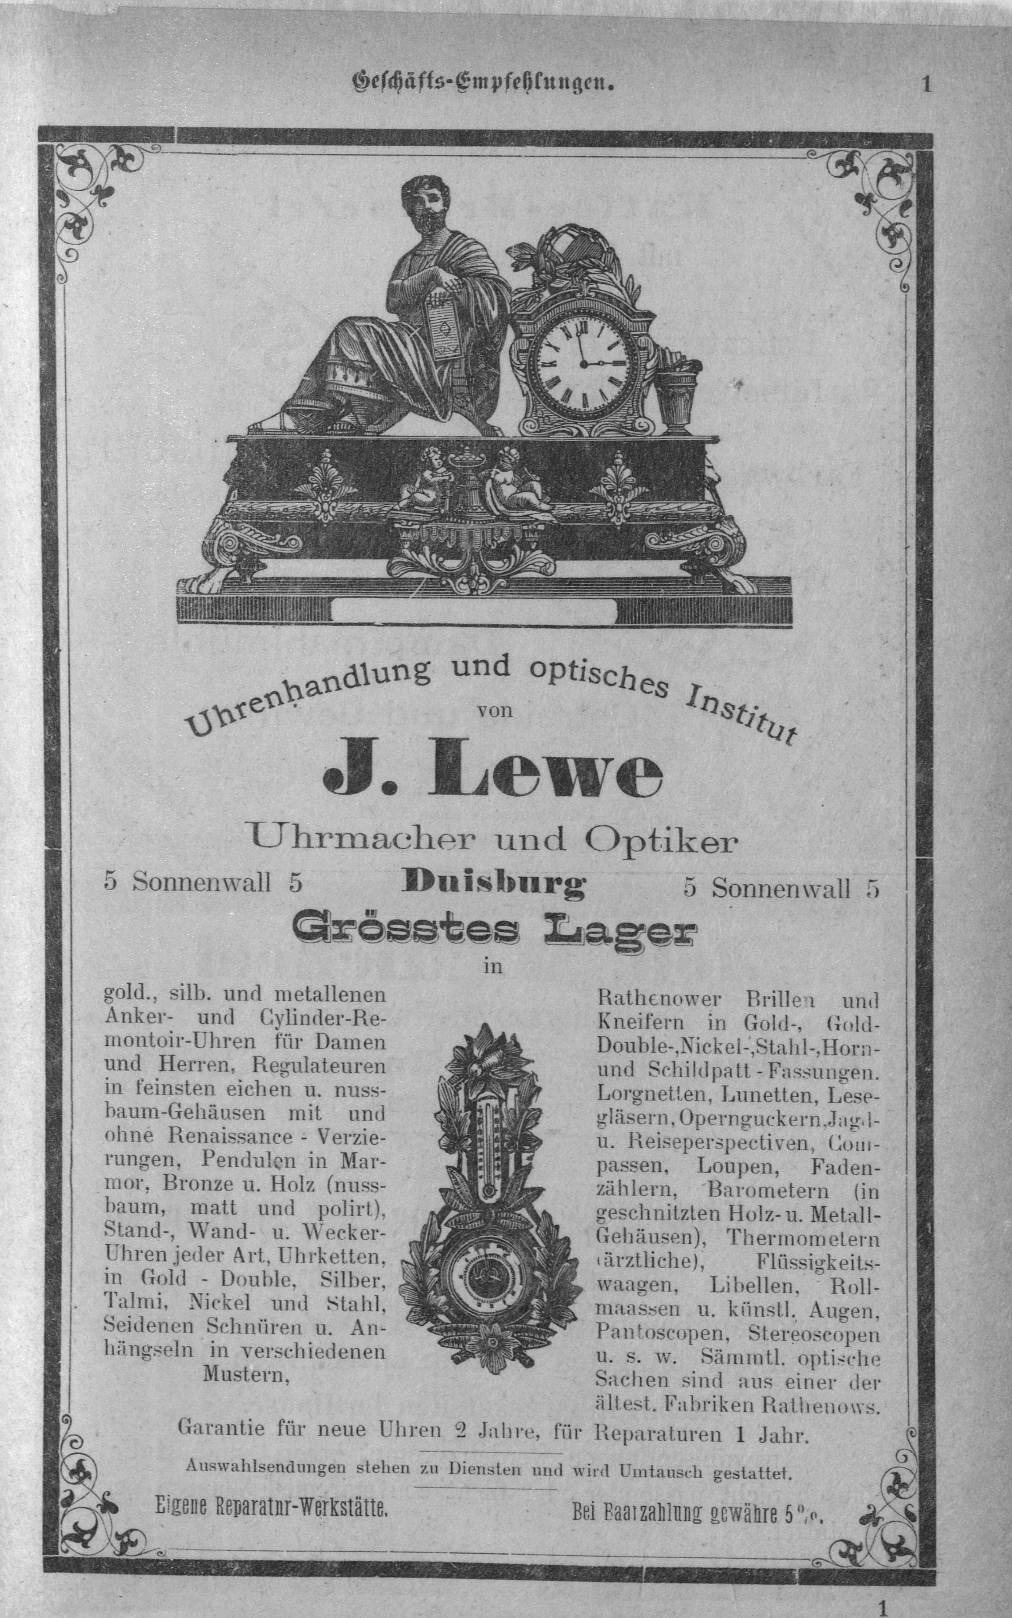 Geschäfts-Empfehlungen.
1
Uhrenhandlung und optisches Institut
von
J. Lewe
Uhrmacher und Optiker
5 Sonnenwall 5 Duisburg 5 Sonnenwall 5
Grösstes Lager
in
gold., silb. und metallenen
Anker- und Cylinder-Re-
montoir-Uhren für Damen
und Herren, Regulateuren
in feinsten eichen u. nuss-
baum-Gehäusen mit und
ohne Renaissance - Verzie-
rungen, Pendulen in Mar-
mor, Bronze u. Holz (nuss-
baum, matt und polirt),
Stand-, Wand- u. Wecker-
Uhren jeder Art, Uhrketten,
in Gold - Double, Silber,
Talmi, Nickel und Stahl,
Seidenen Schnüren u. An-
hängseln in verschiedenen
Mustern,
Rathenower Brillen und
Kneifern in Gold-, Gold-
Double-,Nickel-,Stahl-,Horn-
und Schildpatt - Fassungen.
Lorgnetten, Lunetten, Lese-
gläsern, Operngucker​n,Jagd-
u. Reiseperspectiven, Com-
passen, Loupen, Faden-
zählern, Barometern (in
geschnitzten Holz- u. Metall-
Gehäusen), Thermometern
(ärztliche), Flüssigkeits-
waagen, Libellen, Roll-
maassen u. künstl. Augen,
Pantoscopen, Stereoscopen
u. s. w. Sämmtl. optische
Sachen sind aus einer der
ältest. Fabriken Rathenows.
Garantie für neue Uhren 2 Jahre, für Reparaturen 1 Jahr.
Auswahlsendungen stehen zu Diensten und wird Umtausch gestattet.
Eigene Reparatur-Werkstätte.
Bei Baarzahlung gewähre 5%.
1